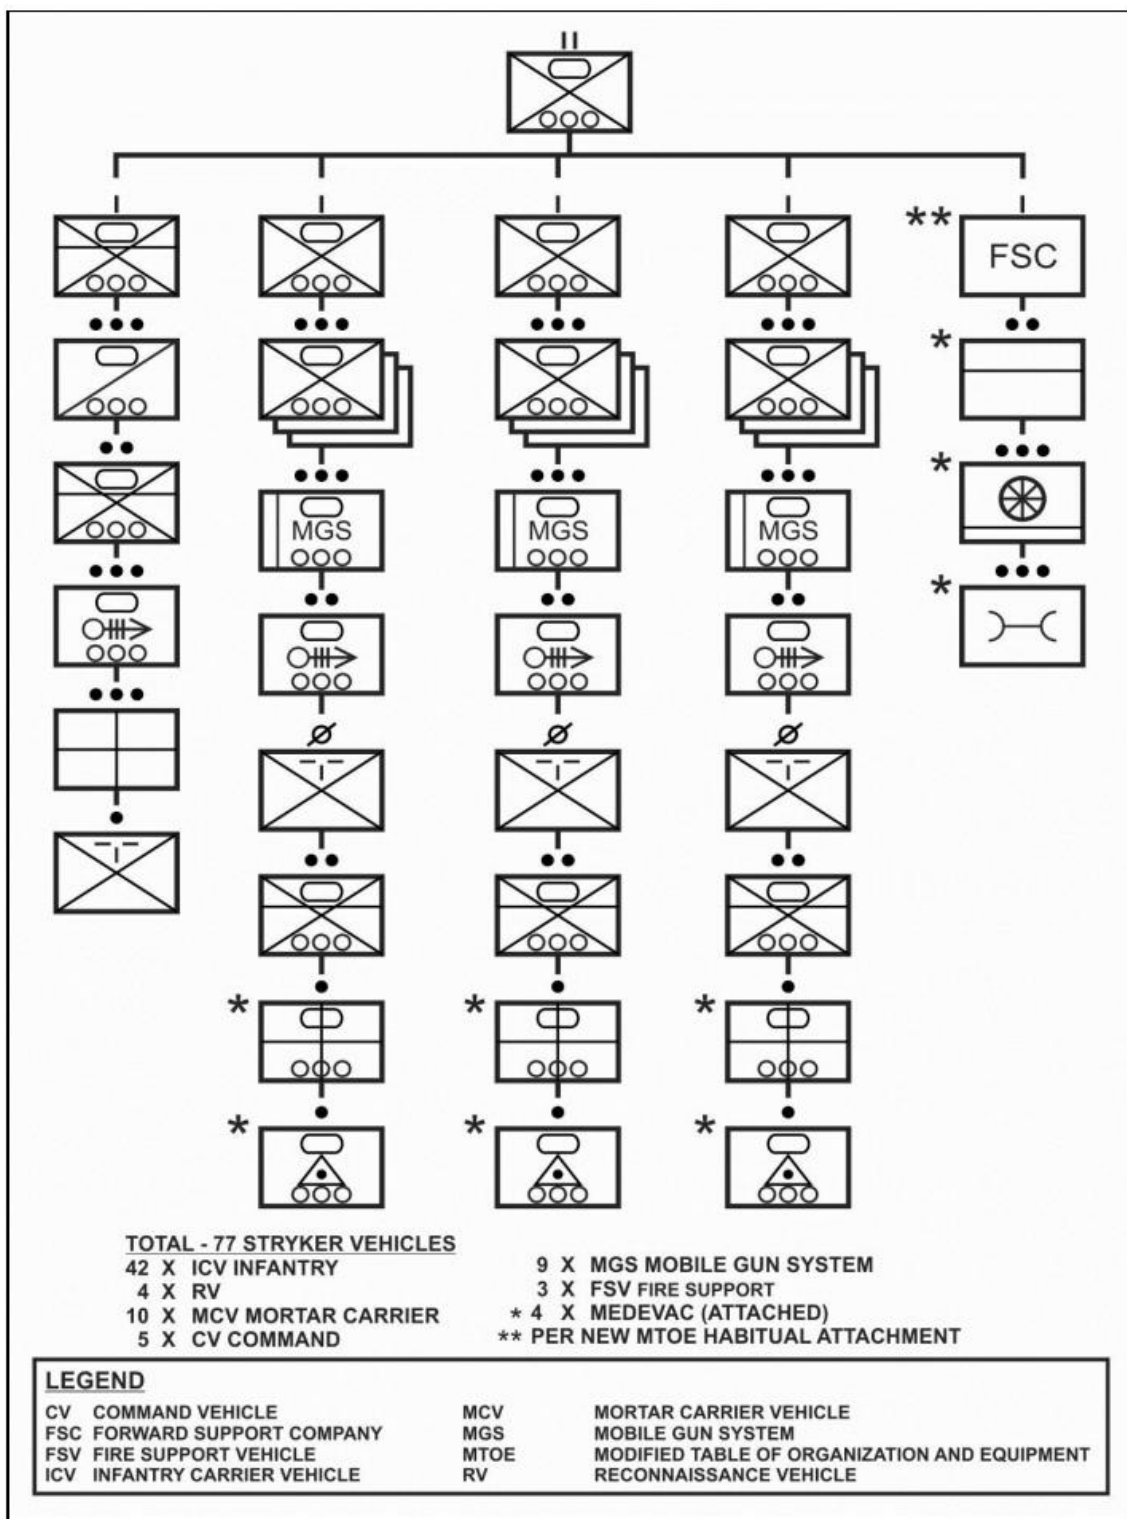 ** FSC
*
*
*
MGS MGS MGS
* * *
* * *
TOTAL - 77 STRYKER VEHICLES
42 X ICV INFANTRY
4 X RV
10 X MCV MORTAR CARRIER
5 X CV COMMAND
9 X MGS MOBILE GUN SYSTEM
3 X FSV FIRE SUPPORT
* 4 X MEDEVAC (ATTACHED)
** PER NEW MTOE HABITUAL ATTACHMENT
LEGEND
CV COMMAND VEHICLE
FSC FORWARD SUPPORT COMPANY
FSV FIRE SUPPORT VEHICLE
ICV INFANTRY CARRIER VEHICLE
MCV MORTAR CARRIER VEHICLE
MGS MOBILE GUN SYSTEM
MTOE MODIFIED TABLE OF ORGANIZATION AND EQUIPMENT
RV RECONNAISSANCE VEHICLE